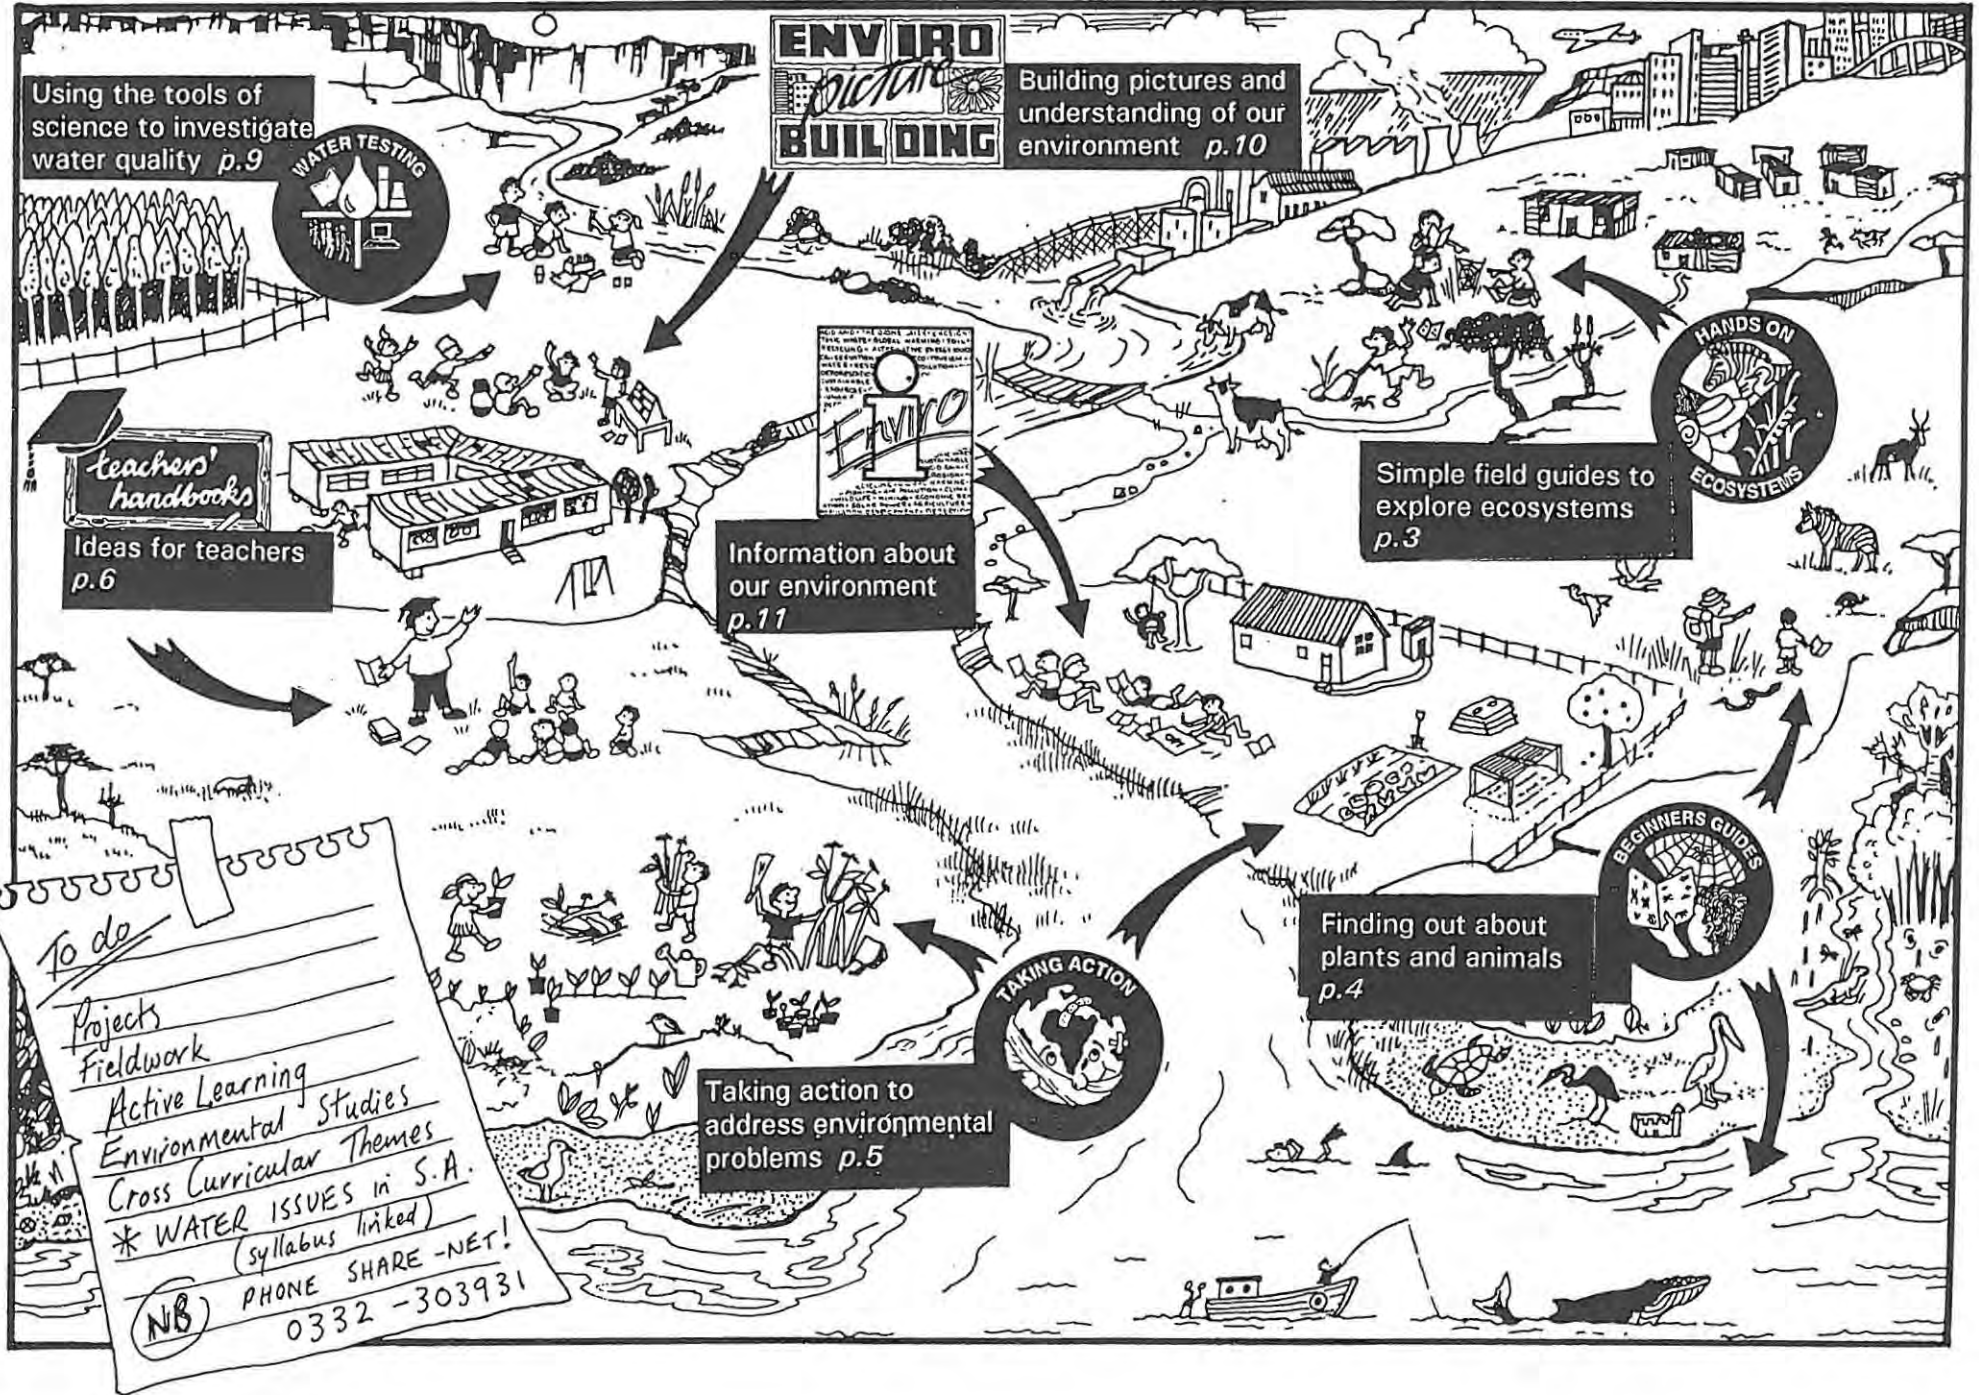 ENVIRO
picture
BUILDING
Building pictures and
understanding of our
environment p.10
Using the tools of
science to investigate
water quality p.9
WATER TESTING
teachers'
handbooks
Ideas for teachers
p.6
Enviro
i
Information about
our environment
p.11
HANDS ON
ECOSYSTEMS
Simple field guides to
explore ecosystems
p.3
BEGINNERS GUIDES
Finding out about
plants and animals
p.4
TAKING ACTION
Taking action to
address environmental
problems p.5
To do
Projects
Fieldwork
Active Learning
Environmental Studies
Cross Curricular Themes
* WATER ISSUES in S.A.
(syllabus linked)
NB PHONE SHARE-NET!
0332-303931